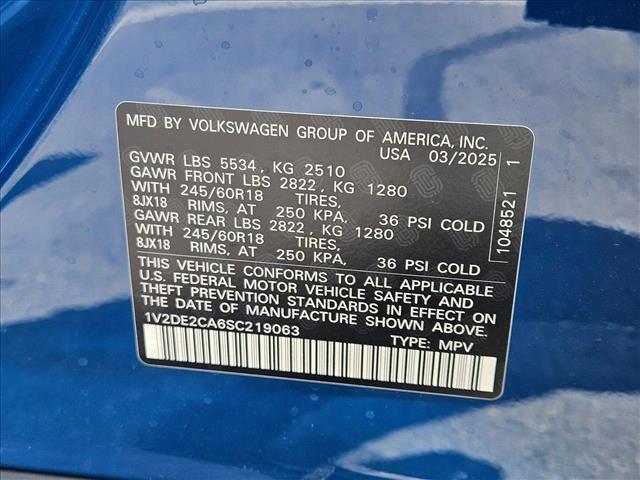 MFD BY VOLKSWAGEN GROUP OF AMERICA, INC.
USA 03/2025
GVWR LBS 5534, KG 2510
GAWR FRONT LBS 2822, KG 1280
WITH 245/60R18 TIRES,
8JX18 RIMS, AT 250 KPA, 36 PSI COLD
GAWR REAR LBS 2822, KG 1280
WITH 245/60R18 TIRES,
8JX18 RIMS, AT 250 KPA, 36 PSI COLD
THIS VEHICLE CONFORMS TO ALL APPLICABLE
U.S. FEDERAL MOTOR VEHICLE SAFETY AND
THEFT PREVENTION STANDARDS IN EFFECT ON
THE DATE OF MANUFACTURE SHOWN ABOVE.
1V2DE2CA6SC219063
TYPE: MPV
1048521 1